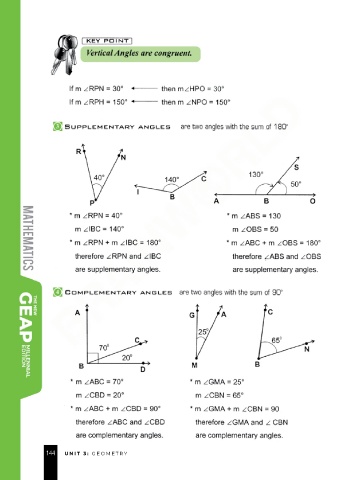 KEY POINT
Vertical Angles are congruent.
If m ∠RPN = 30° ← then m∠HPO = 30°
If m ∠RPH = 150° ← then m ∠NPO = 150°
SUPPLEMENTARY ANGLES are two angles with the sum of 180°
R
N
40°
P
I
140°
B
C
S
130°
50°
A B O
* m ∠RPN = 40°
m ∠IBC = 140°
* m ∠RPN + m ∠IBC = 180°
therefore ∠RPN and ∠IBC
are supplementary angles.
* m ∠ABS = 130
m ∠OBS = 50
* m ∠ABC + m ∠OBS = 180°
therefore ∠ABS and ∠OBS
are supplementary angles.
COMPLEMENTARY ANGLES are two angles with the sum of 90°
A
C
70°
20°
B
D
G
A
25°
M
C
65°
N
B
* m ∠ABC = 70°
m ∠CBD = 20°
* m ∠ABC + m ∠CBD = 90°
therefore ∠ABC and ∠CBD
are complementary angles.
* m ∠GMA = 25°
m ∠CBN = 65°
* m ∠GMA + m ∠CBN = 90
therefore ∠GMA and ∠ CBN
are complementary angles.
MATHEMATICS
THE NEW
GEAP
MILLENNIAL
EDITION
144 UNIT 3: GEOMETRY